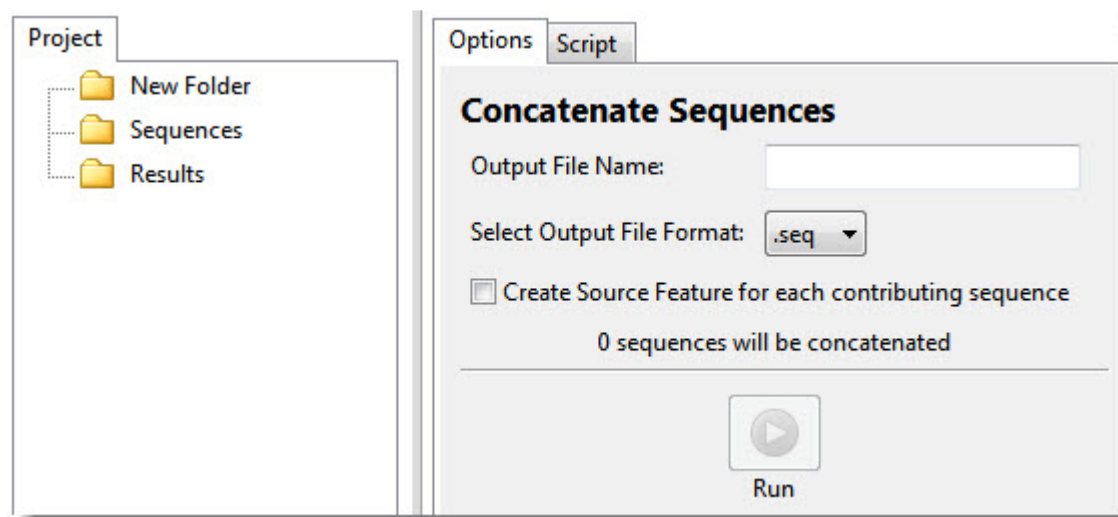 Project
New Folder
Sequences
Results
Options Script
Concatenate Sequences
Output File Name:
Select Output File Format: .seq
Create Source Feature for each contributing sequence
0 sequences will be concatenated
Run